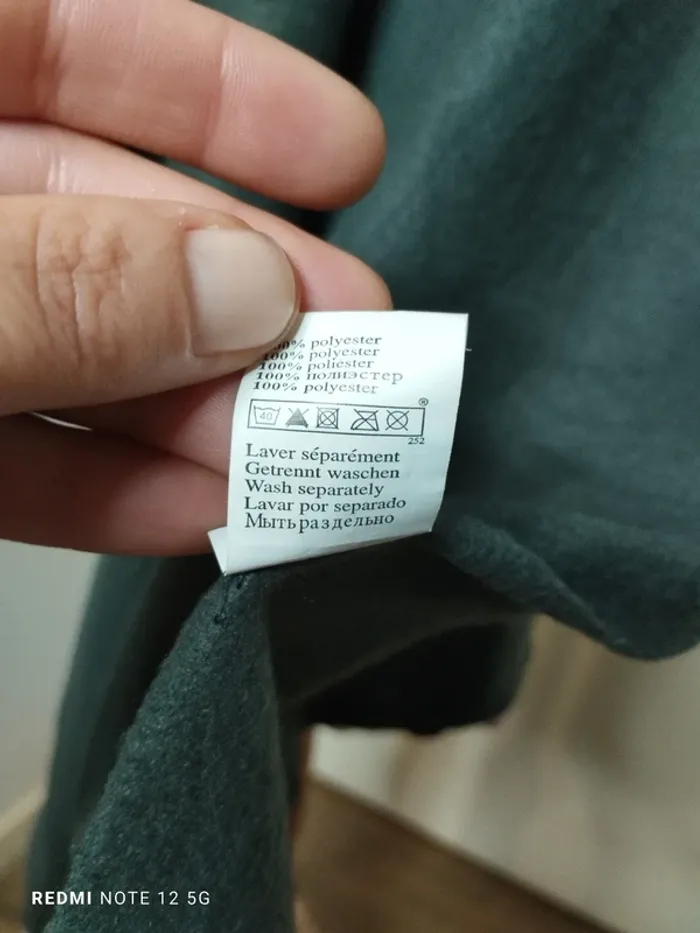 00% polyester
100% polyester
100% poliester
100% полиэстер
100% polyester
40
®
252
Laver séparément
Getrennt waschen
Wash separately
Lavar por separado
Мыть раздельно
REDMI NOTE 12 5G